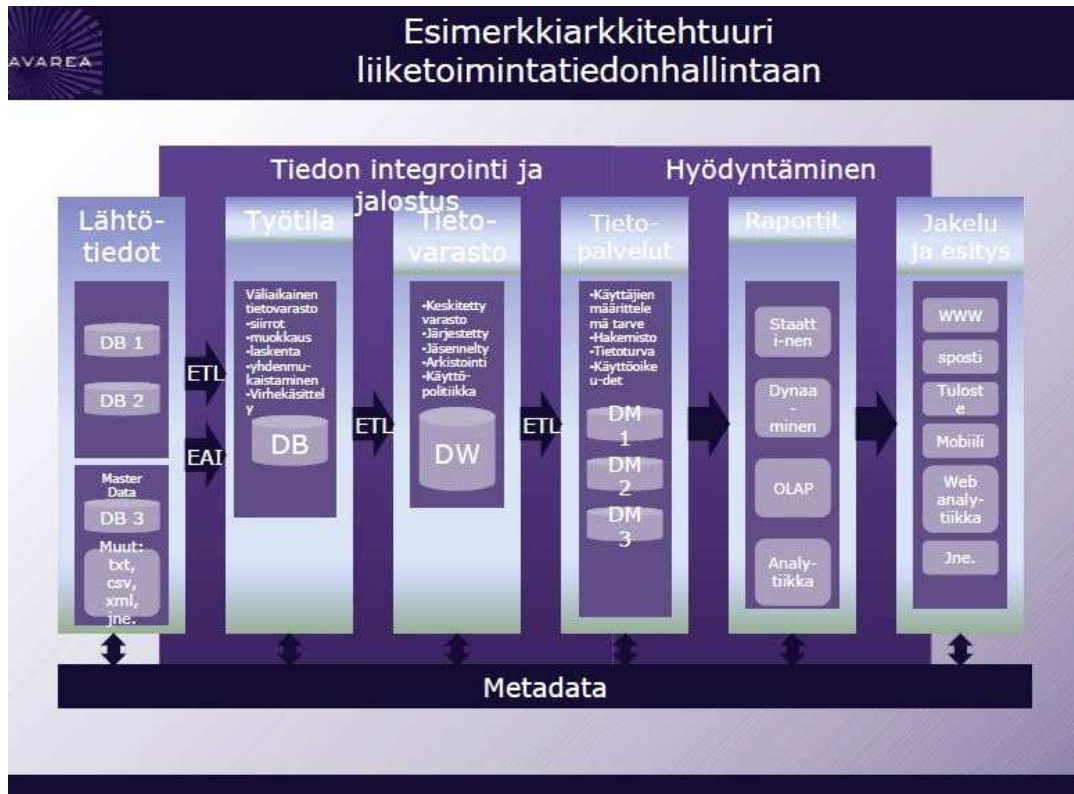 AVAREA
Esimerkkiarkkitehtuuri
liiketoimintatiedonhallintaan
Tiedon integrointi ja
jalostus
Hyödyntäminen
Lähtö-
tiedot
DB 1
DB 2
Master
Data
DB 3
Muut:
txt,
csv,
xml,
jne.
ETL
EAI
Työtila
Väliaikainen
tietovarasto
•siirrot
•muokkaus
•laskenta
•yhdenmu-
kaistaminen
•Virhekäsittel
y
DB
ETL
Tieto-
varasto
•Keskitetty
varasto
•Järjestetty
•Jäsennelty
•Arkistointi
•Käyttö-
politiikka
DW
ETL
Tieto-
palvelut
•Käyttäjien
määrittele
mä tarve
•Hakemisto
•Tietoturva
•Käyttöoike
u-det
DM
1
DM
2
DM
3
Raportit
Staatt
i-nen
Dynaa
-
minen
OLAP
Analy-
tiikka
Jakelu
ja esitys
WWW
sposti
Tulost
e
Mobiili
Web
analy-
tiikka
Jne.
Metadata